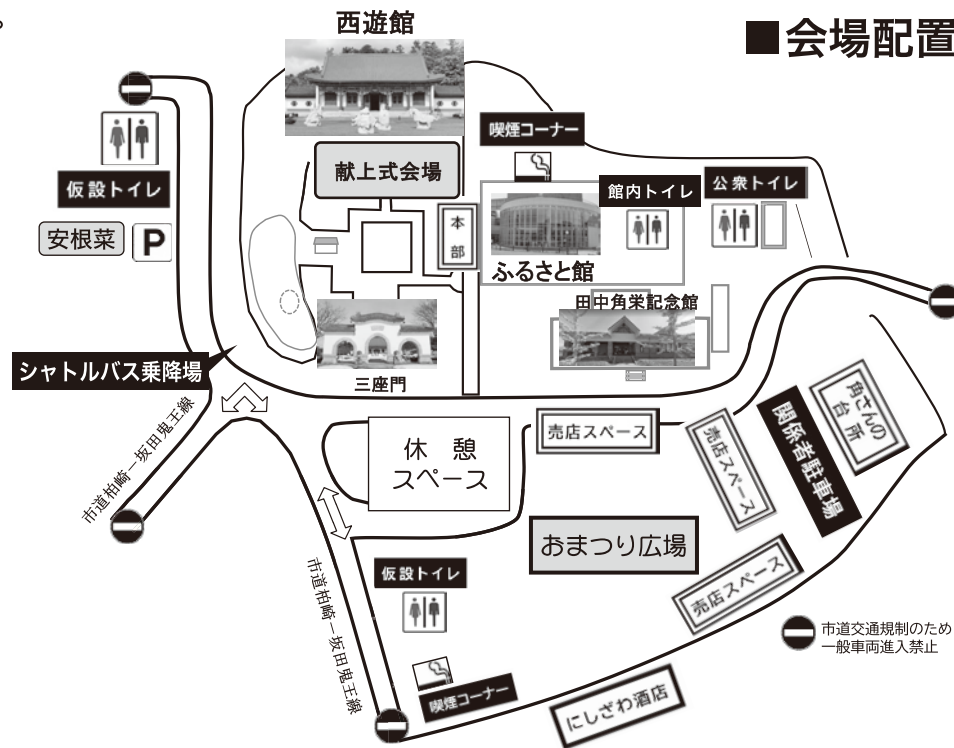 。
■会場配置
西遊館
喫煙コーナー
献上式会場
館内トイレ
公衆トイレ
仮設トイレ
本
部
安根菜
P
ふるさと館
田中角栄記念館
シャトルバス乗降場
三座門
角さんの
台所
市道柏崎ー坂田鬼王線
休憩
スペース
売店スペース
売店スペース
関係者駐車場
おまつり広場
市道柏崎ー坂田鬼王線
仮設トイレ
売店スペース
市道交通規制のため
一般車両進入禁止
喫煙コーナー
にしざわ酒店